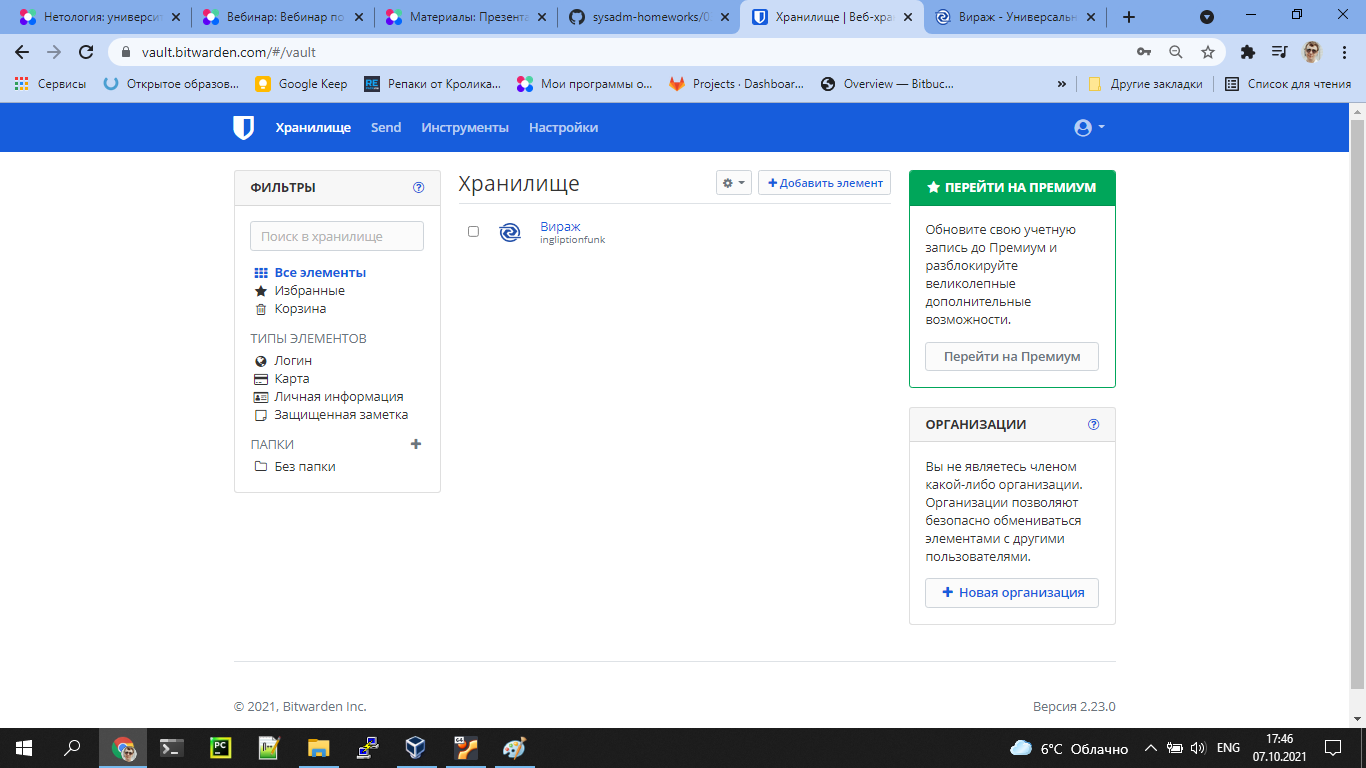 Нетология: университ
Вебинар: Вебинар по
Материалы: Презента
sysadm-homeworks/0
Хранилище | Веб-хра
Вираж - Универсальн
vault.bitwarden.com/#/vault
Сервисы
Открытое образов...
Google Keep
Репаки от Кролика...
Мои программы о...
Projects · Dashboar...
Overview — Bitbuc...
»
Другие закладки
Список для чтения
Хранилище
Send
Инструменты
Настройки
ФИЛЬТРЫ
Поиск в хранилище
Все элементы
Избранные
Корзина
ТИПЫ ЭЛЕМЕНТОВ
Логин
Карта
Личная информация
Защищенная заметка
ПАПКИ
Без папки
Хранилище
Добавить элемент
Вираж
ingliptionfunk
ПЕРЕЙТИ НА ПРЕМИУМ
Обновите свою учетную
запись до Премиум и
разблокируйте
великолепные
дополнительные
возможности.
Перейти на Премиум
ОРГАНИЗАЦИИ
Вы не являетесь членом
какой-либо организации.
Организации позволяют
безопасно обмениваться
элементами с другими
пользователями.
Новая организация
© 2021, Bitwarden Inc.
Версия 2.23.0
PC
6°C Облачно
ENG
17:46
07.10.2021